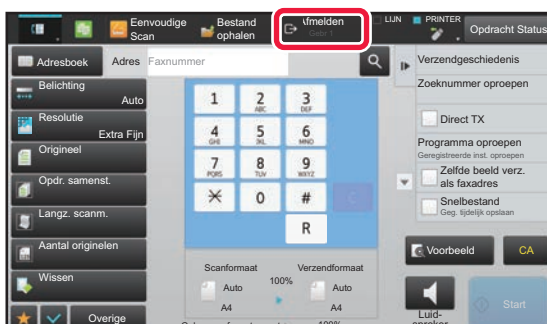 Eenvoudige
Scan
Bestand
ophalen
Afmelden
Gebr 1
LIJN
PRINTER
Opdracht Status
Adresboek
Adres
Faxnummer
Verzendgeschiedenis
Belichting
Auto
Zoeknummer oproepen
Resolutie
Extra Fijn
Direct TX
Origineel
Programma oproepen
Geregistreerde inst. oproepen
Opdr. samenst.
Zelfde beeld verz.
als faxadres
Langz. scanm.
Snelbestand
Geg. tijdelijk opslaan
Aantal originelen
Wissen
Overige
1
2
ABC
3
DEF
4
GHI
5
JKL
6
MNO
7
PQRS
8
TUV
9
WXYZ
0
#
C
R
Scanformaat
Verzendformaat
Auto
100%
Auto
A4
A4
100%
Voorbeeld
CA
Luid-
spreker
Start